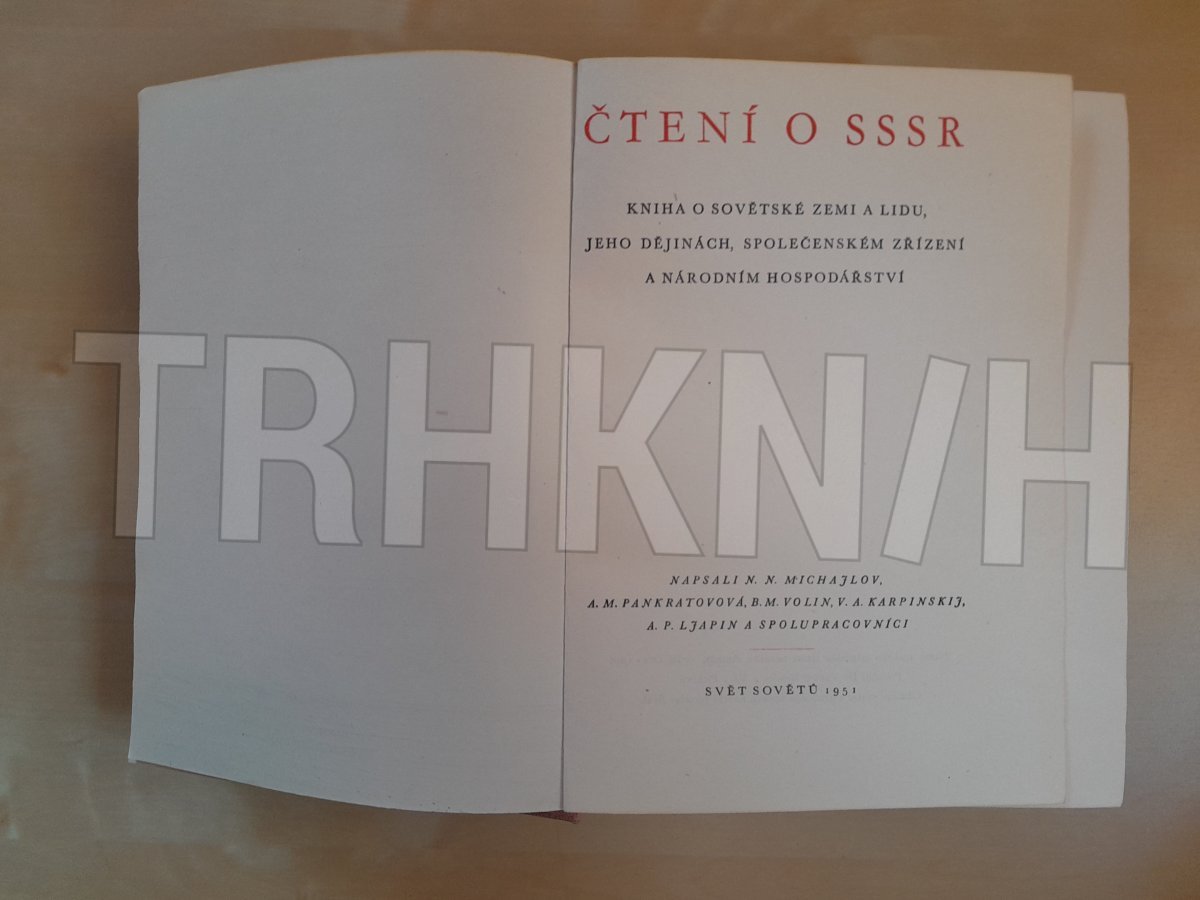 ČTENÍ O SSSR
KNIHA O SOVĚTSKÉ ZEMI A LIDU,
JEHO DĚJINÁCH, SPOLEČENSKÉM ZŘÍZENÍ
A NÁRODNÍM HOSPODÁŘSTVÍ
TRHKN/H
NAPSALI N. N. MICHAJLOV,
A. M. PANKRATOVOVÁ, B. M. VOLIN, V. A. KARPINSKIJ,
A. P. LJAPIN A SPOLUPRACOVNÍCI
SVĚT SOVĚTŮ 1951